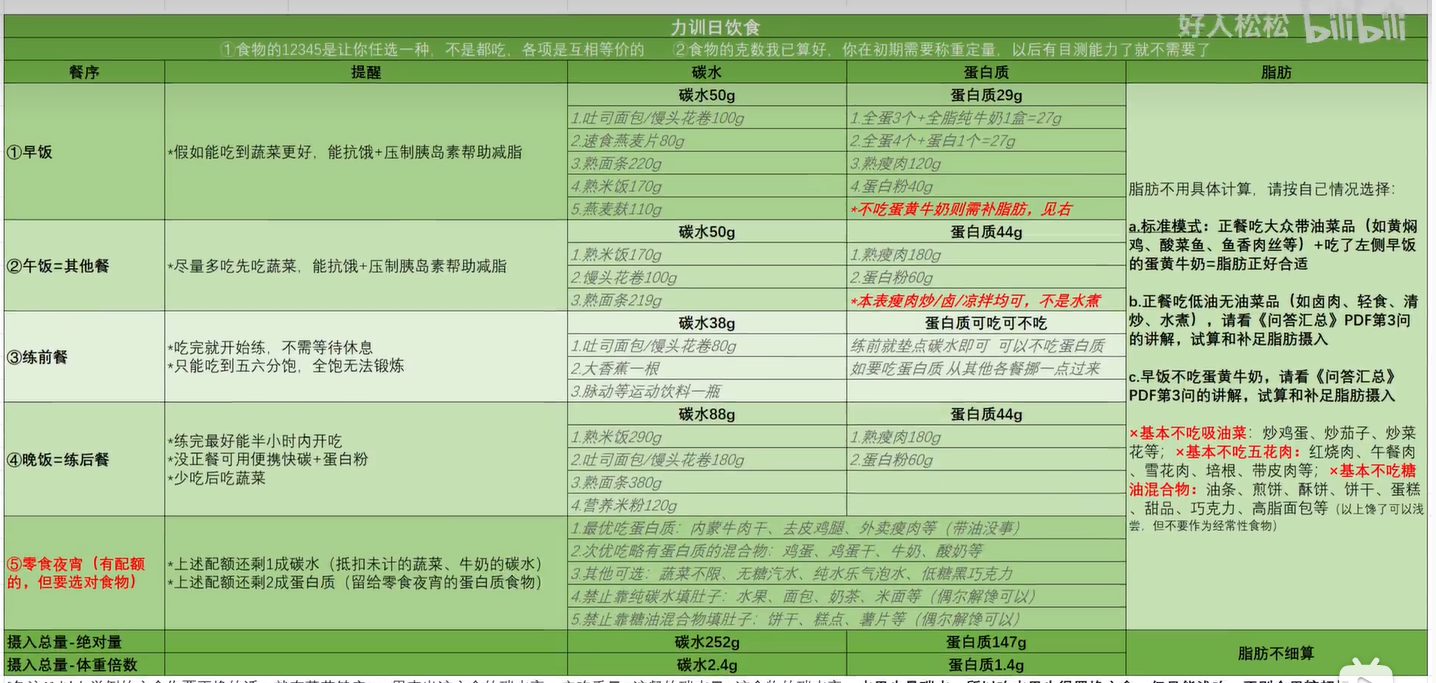 力训日饮食
好人松松 bilibili
①食物的12345是让你任选一种，不是都吃，各项是互相等价的　②食物的克数我已算好，你在初期需要称重定量，以后有目测能力了就不需要了
餐序 提醒 碳水 蛋白质 脂肪
①早饭
*假如能吃到蔬菜更好，能抗饿+压制胰岛素帮助减脂
碳水50g
1.吐司面包/馒头花卷100g
2.速食燕麦片80g
3.熟面条220g
4.熟米饭170g
5.燕麦麸110g
蛋白质29g
1.全蛋3个+全脂纯牛奶1盒=27g
2.全蛋4个+蛋白1个=27g
3.熟瘦肉120g
4.蛋白粉40g
*不吃蛋黄牛奶则需补脂肪，见右
②午饭=其他餐
*尽量多吃先吃蔬菜，能抗饿+压制胰岛素帮助减脂
碳水50g
1.熟米饭170g
2.馒头花卷100g
3.熟面条219g
蛋白质44g
1.熟瘦肉180g
2.蛋白粉60g
*本表瘦肉炒/卤/凉拌均可，不是水煮
③练前餐
*吃完就开始练，不需等待休息
*只能吃到五六分饱，全饱无法锻炼
碳水38g
1.吐司面包/馒头花卷80g
2.大香蕉一根
3.脉动等运动饮料一瓶
蛋白质可吃可不吃
练前就垫点碳水即可 可以不吃蛋白质
如要吃蛋白质 从其他各餐挪一点过来
④晚饭=练后餐
*练完最好能半小时内开吃
*没正餐可用便携快碳+蛋白粉
*少吃后吃蔬菜
碳水88g
1.熟米饭290g
2.吐司面包/馒头花卷180g
3.熟面条380g
4.营养米粉120g
蛋白质44g
1.熟瘦肉180g
2.蛋白粉60g
⑤零食夜宵（有配额
的，但要选对食物）
*上述配额还剩1成碳水（抵扣未计的蔬菜、牛奶的碳水）
*上述配额还剩2成蛋白质（留给零食夜宵的蛋白质食物）
1.最优吃蛋白质：内蒙牛肉干、去皮鸡腿、外卖瘦肉等（带油没事）
2.次优吃略有蛋白质的混合物：鸡蛋、鸡蛋干、牛奶、酸奶等
3.其他可选：蔬菜不限、无糖汽水、纯水乐气泡水、低糖黑巧克力
4.禁止靠纯碳水填肚子：水果、面包、奶茶、米面等（偶尔解馋可以）
5.禁止靠糖油混合物填肚子：饼干、糕点、薯片等（偶尔解馋可以）
脂肪不用具体计算，请按自己情况选择：
a.标准模式：正餐吃大众带油菜品（如黄焖
鸡、酸菜鱼、鱼香肉丝等）+吃了左侧早饭
的蛋黄牛奶=脂肪正好合适
b.正餐吃低油无油菜品（如卤肉、轻食、清
炒、水煮），请看《问答汇总》PDF第3问
的讲解，试算和补足脂肪摄入
c.早饭不吃蛋黄牛奶，请看《问答汇总》
PDF第3问的讲解，试算和补足脂肪摄入
×基本不吃吸油菜：炒鸡蛋、炒茄子、炒菜
花等；×基本不吃五花肉：红烧肉、午餐肉
、雪花肉、培根、带皮肉等；×基本不吃糖
油混合物：油条、煎饼、酥饼、饼干、蛋糕
、甜品、巧克力、高脂面包等（以上馋了可以浅
尝，但不要作为经常性食物）
摄入总量-绝对量 碳水252g 蛋白质147g
摄入总量-体重倍数 碳水2.4g 蛋白质1.4g
脂肪不细算